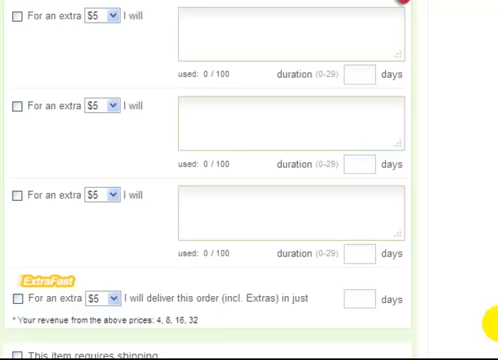 For an extra $5 I will
used: 0 / 100 duration (0-29) days
For an extra $5 I will
used: 0 / 100 duration (0-29) days
For an extra $5 I will
used: 0 / 100 duration (0-29) days
ExtraFast
For an extra $5 I will deliver this order (incl. Extras) in just days
* Your revenue from the above prices: 4, 8, 16, 32
This item requires shipping